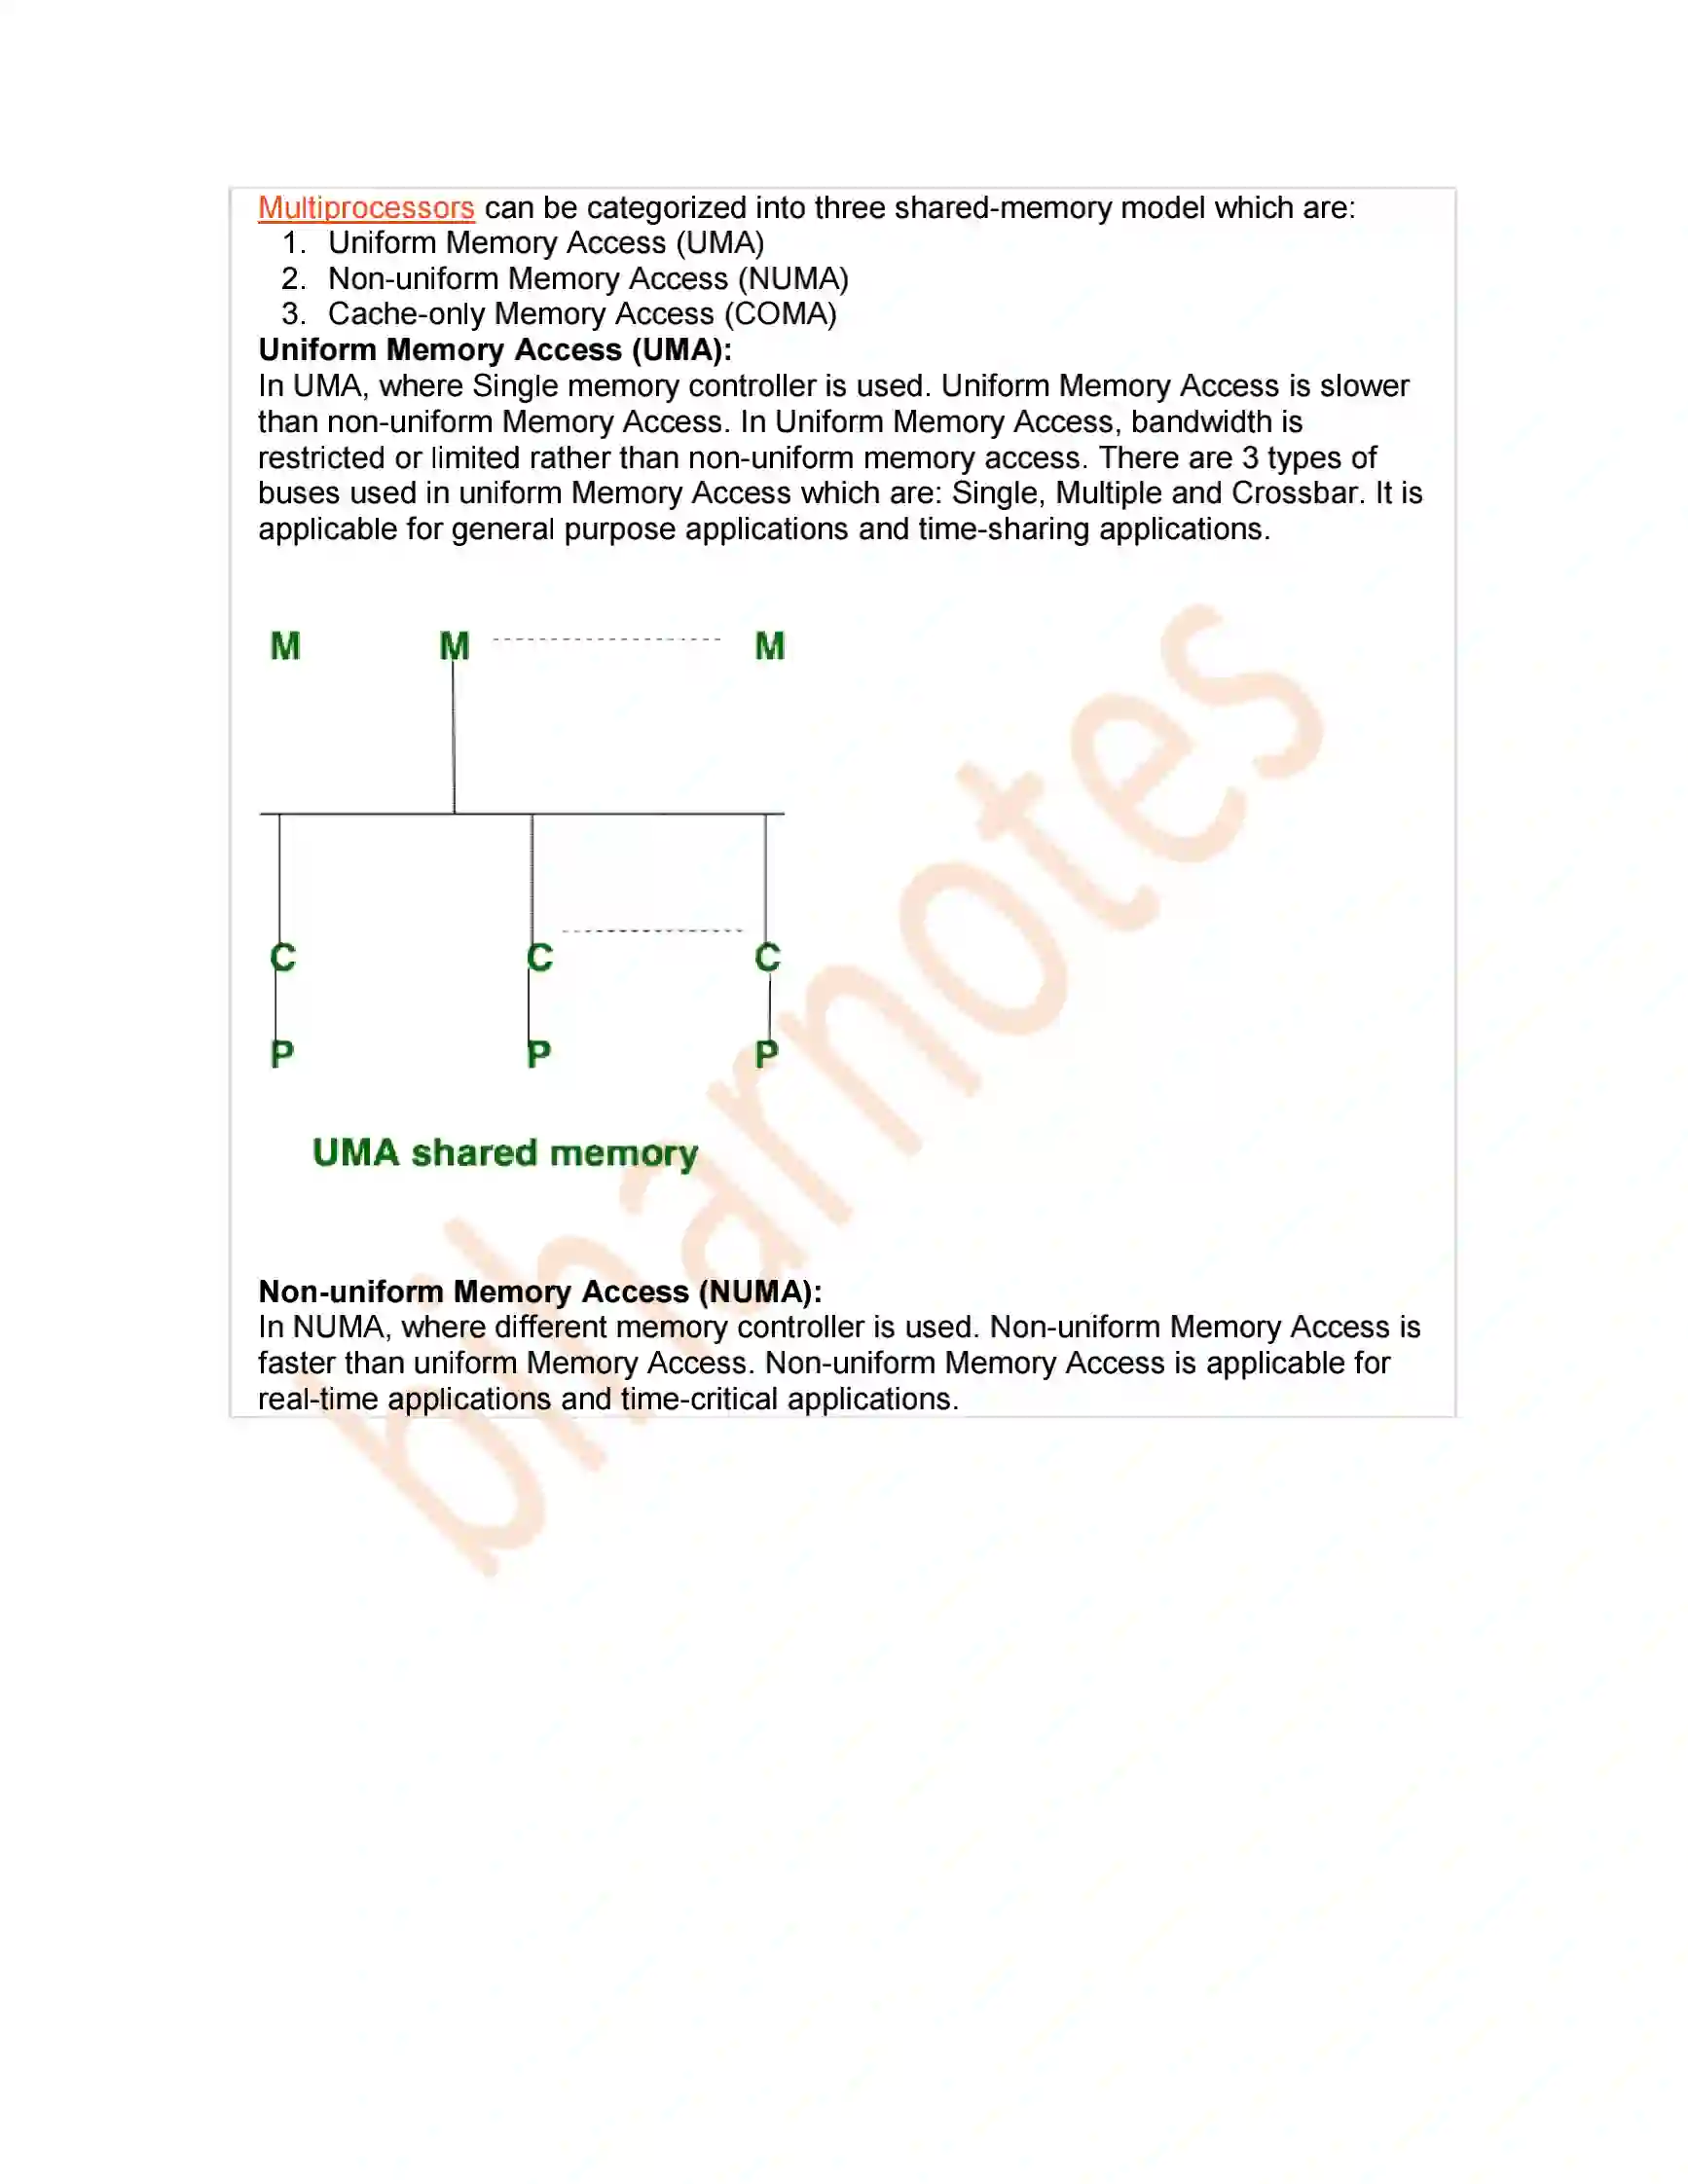 Multiprocessors can be categorized into three shared-memory model which are:
1. Uniform Memory Access (UMA)
2. Non-uniform Memory Access (NUMA)
3. Cache-only Memory Access (COMA)
Uniform Memory Access (UMA):
In UMA, where Single memory controller is used. Uniform Memory Access is slower
than non-uniform Memory Access. In Uniform Memory Access, bandwidth is
restricted or limited rather than non-uniform memory access. There are 3 types of
buses used in uniform Memory Access which are: Single, Multiple and Crossbar. It is
applicable for general purpose applications and time-sharing applications.
M M M
C C C
P P P
UMA shared memory
Non-uniform Memory Access (NUMA):
In NUMA, where different memory controller is used. Non-uniform Memory Access is
faster than uniform Memory Access. Non-uniform Memory Access is applicable for
real-time applications and time-critical applications.
biharnotes